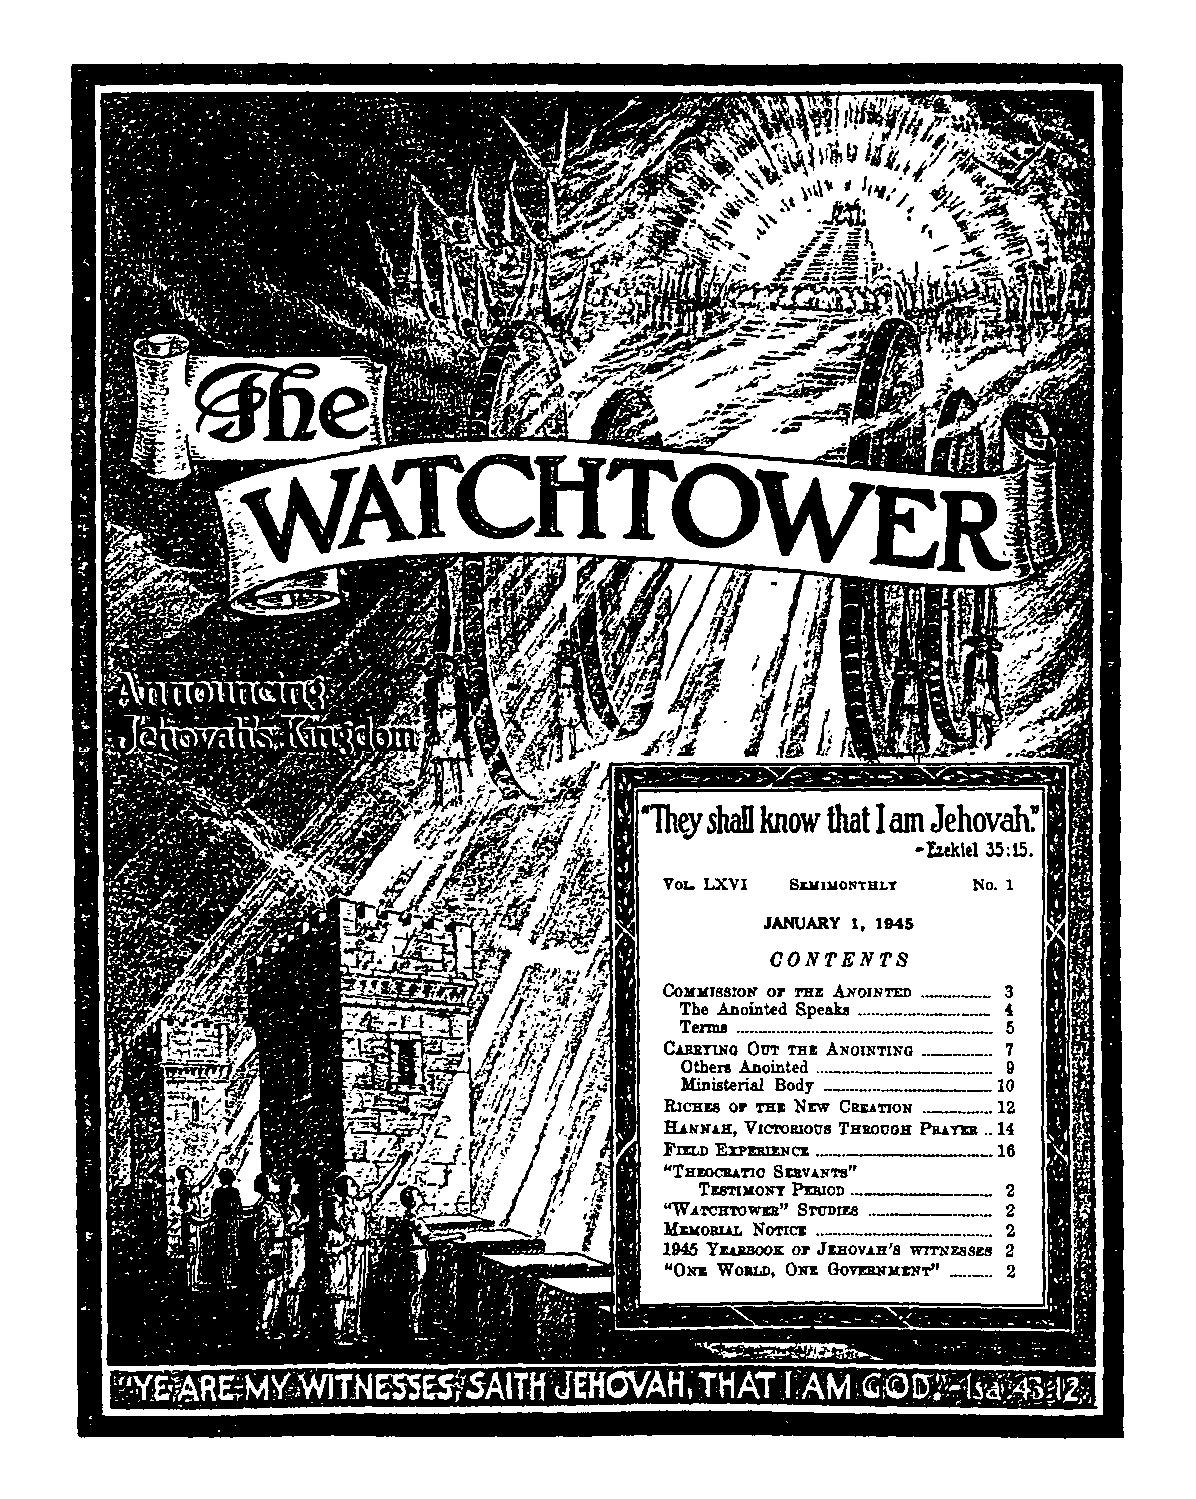 The
WATCHTOWER
Announcing
Jehovah's Kingdom
"They shall know that I am Jehovah."
-Ezekiel 35:15.
VOL. LXVI SEMIMONTHLY No. 1
JANUARY 1, 1945
CONTENTS
COMMISSION OF THE ANOINTED ............ 3
The Anointed Speaks ............ 4
Terms ............ 5
CARRYING OUT THE ANOINTING ............ 7
Others Anointed ............ 9
Ministerial Body ............ 10
RICHES OF THE NEW CREATION ............ 12
HANNAH, VICTORIOUS THROUGH PRAYER .. 14
FIELD EXPERIENCE ............ 16
"THEOCRATIC SERVANTS"
TESTIMONY PERIOD ............ 2
"WATCHTOWER" STUDIES ............ 2
MEMORIAL NOTICE ............ 2
1945 YEARBOOK OF JEHOVAH'S WITNESSES 2
"ONE WORLD, ONE GOVERNMENT" ............ 2
"YE ARE MY WITNESSES, SAITH JEHOVAH, THAT I AM GOD."-Isa. 43:12.